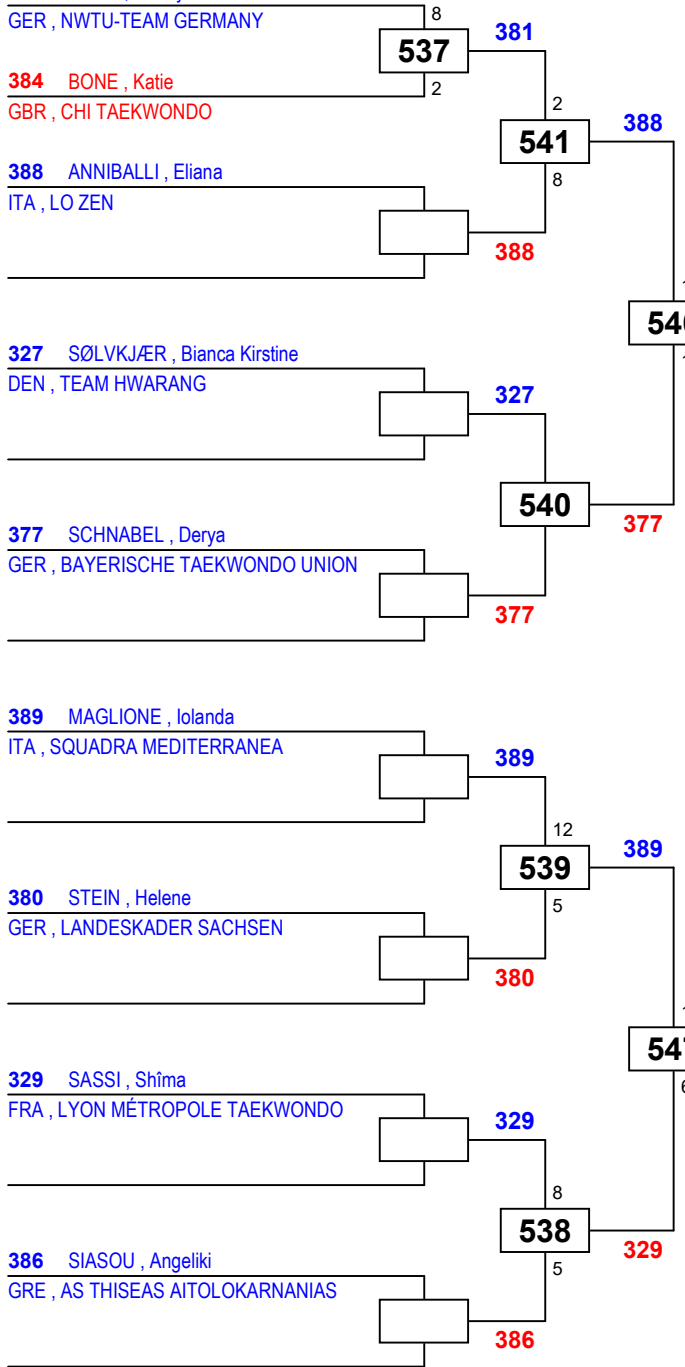 GER , NWTU-TEAM GERMANY
8
381
537
384 BONE , Katie
2
GBR , CHI TAEKWONDO
2
388
541
388 ANNIBALLI , Eliana
8
ITA , LO ZEN
388
327 SØLVKJÆR , Bianca Kirstine
DEN , TEAM HWARANG
327
540
377
377 SCHNABEL , Derya
GER , BAYERISCHE TAEKWONDO UNION
377
389 MAGLIONE , Iolanda
ITA , SQUADRA MEDITERRANEA
389
12
389
539
380 STEIN , Helene
5
GER , LANDESKADER SACHSEN
380
547
329 SASSI , Shîma
6
FRA , LYON MÉTROPOLE TAEKWONDO
329
8
538
329
386 SIASOU , Angeliki
5
GRE , AS THISEAS AITOLOKARNANIAS
386